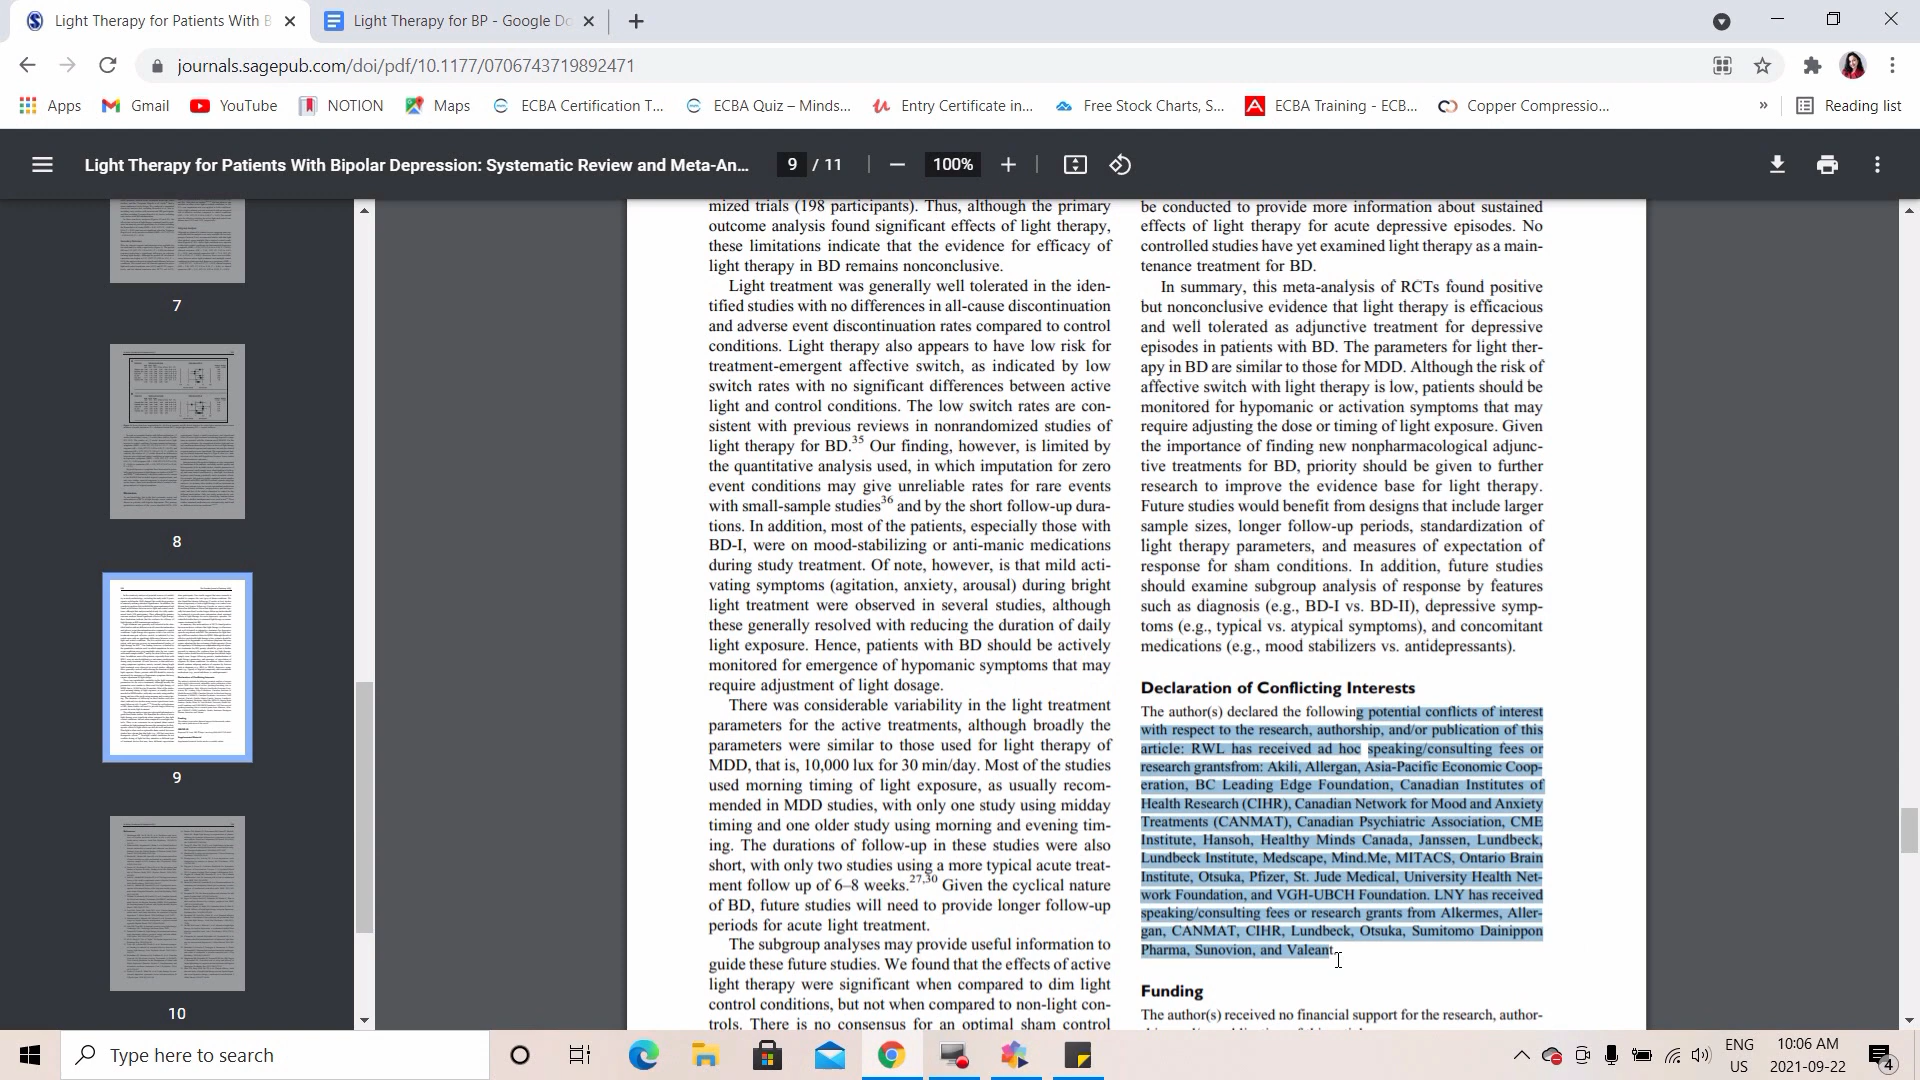 Light Therapy for Patients With B
Light Therapy for BP - Google Do
journals.sagepub.com/doi/pdf/10.1177/0706743719892471
Apps
Gmail
YouTube
NOTION
Maps
ECBA Certification T...
ECBA Quiz – Minds...
Entry Certificate in...
Free Stock Charts, S...
ECBA Training - ECB...
Copper Compressio...
»
Reading list
Light Therapy for Patients With Bipolar Depression: Systematic Review and Meta-An...
9 / 11
100%
7
8
9
10
mized trials (198 participants). Thus, although the primary
outcome analysis found significant effects of light therapy,
these limitations indicate that the evidence for efficacy of
light therapy in BD remains nonconclusive.
Light treatment was generally well tolerated in the iden-
tified studies with no differences in all-cause discontinuation
and adverse event discontinuation rates compared to control
conditions. Light therapy also appears to have low risk for
treatment-emergent affective switch, as indicated by low
switch rates with no significant differences between active
light and control conditions. The low switch rates are con-
sistent with previous reviews in nonrandomized studies of
light therapy for BD.35 Our finding, however, is limited by
the quantitative analysis used, in which imputation for zero
event conditions may give unreliable rates for rare events
with small-sample studies36 and by the short follow-up dura-
tions. In addition, most of the patients, especially those with
BD-I, were on mood-stabilizing or anti-manic medications
during study treatment. Of note, however, is that mild acti-
vating symptoms (agitation, anxiety, arousal) during bright
light treatment were observed in several studies, although
these generally resolved with reducing the duration of daily
light exposure. Hence, patients with BD should be actively
monitored for emergence of hypomanic symptoms that may
require adjustment of light dosage.
There was considerable variability in the light treatment
parameters for the active treatments, although broadly the
parameters were similar to those used for light therapy of
MDD, that is, 10,000 lux for 30 min/day. Most of the studies
used morning timing of light exposure, as usually recom-
mended in MDD studies, with only one study using midday
timing and one older study using morning and evening tim-
ing. The durations of follow-up in these studies were also
short, with only two studies using a more typical acute treat-
ment follow up of 6–8 weeks.27,30 Given the cyclical nature
of BD, future studies will need to provide longer follow-up
periods for acute light treatment.
The subgroup analyses may provide useful information to
guide these future studies. We found that the effects of active
light therapy were significant when compared to dim light
control conditions, but not when compared to non-light con-
trols. There is no consensus for an optimal sham control
be conducted to provide more information about sustained
effects of light therapy for acute depressive episodes. No
controlled studies have yet examined light therapy as a main-
tenance treatment for BD.
In summary, this meta-analysis of RCTs found positive
but nonconclusive evidence that light therapy is efficacious
and well tolerated as adjunctive treatment for depressive
episodes in patients with BD. The parameters for light ther-
apy in BD are similar to those for MDD. Although the risk of
affective switch with light therapy is low, patients should be
monitored for hypomanic or activation symptoms that may
require adjusting the dose or timing of light exposure. Given
the importance of finding new nonpharmacological adjunc-
tive treatments for BD, priority should be given to further
research to improve the evidence base for light therapy.
Future studies would benefit from designs that include larger
sample sizes, longer follow-up periods, standardization of
light therapy parameters, and measures of expectation of
response for sham conditions. In addition, future studies
should examine subgroup analysis of response by features
such as diagnosis (e.g., BD-I vs. BD-II), depressive symp-
toms (e.g., typical vs. atypical symptoms), and concomitant
medications (e.g., mood stabilizers vs. antidepressants).
Declaration of Conflicting Interests
The author(s) declared the following potential conflicts of interest
with respect to the research, authorship, and/or publication of this
article: RWL has received ad hoc speaking/consulting fees or
research grantsfrom: Akili, Allergan, Asia-Pacific Economic Coop-
eration, BC Leading Edge Foundation, Canadian Institutes of
Health Research (CIHR), Canadian Network for Mood and Anxiety
Treatments (CANMAT), Canadian Psychiatric Association, CME
Institute, Hansoh, Healthy Minds Canada, Janssen, Lundbeck,
Lundbeck Institute, Medscape, Mind.Me, MITACS, Ontario Brain
Institute, Otsuka, Pfizer, St. Jude Medical, University Health Net-
work Foundation, and VGH-UBCH Foundation. LNY has received
speaking/consulting fees or research grants from Alkermes, Aller-
gan, CANMAT, CIHR, Lundbeck, Otsuka, Sumitomo Dainippon
Pharma, Sunovion, and Valeant.
Funding
The author(s) received no financial support for the research, author-
Type here to search
ENG
US
10:06 AM
2021-09-22
4